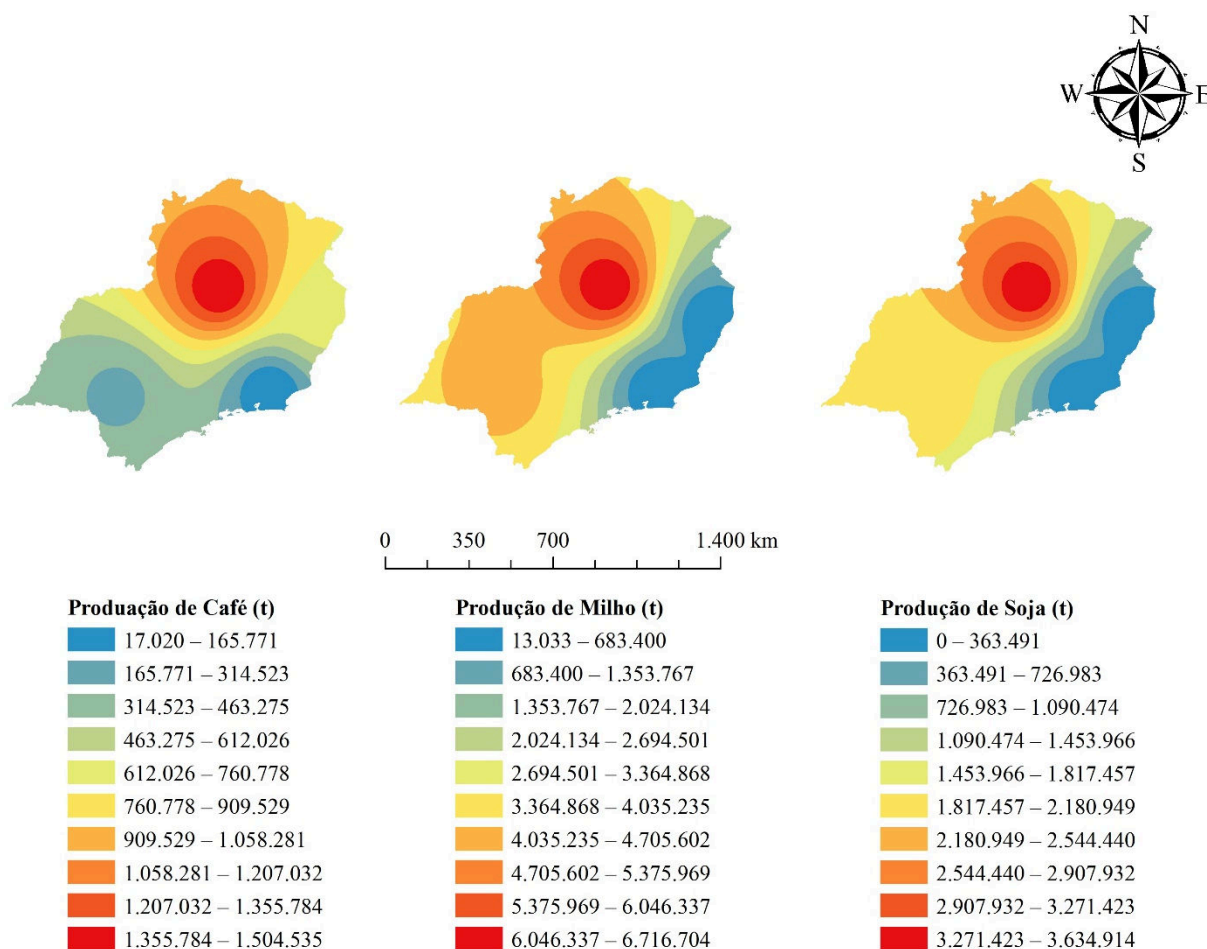 N
W E
S
0 350 700 1.400 km
Produação de Café (t)
17.020 – 165.771
165.771 – 314.523
314.523 – 463.275
463.275 – 612.026
612.026 – 760.778
760.778 – 909.529
909.529 – 1.058.281
1.058.281 – 1.207.032
1.207.032 – 1.355.784
1.355.784 – 1.504.535
Produção de Milho (t)
13.033 – 683.400
683.400 – 1.353.767
1.353.767 – 2.024.134
2.024.134 – 2.694.501
2.694.501 – 3.364.868
3.364.868 – 4.035.235
4.035.235 – 4.705.602
4.705.602 – 5.375.969
5.375.969 – 6.046.337
6.046.337 – 6.716.704
Produção de Soja (t)
0 – 363.491
363.491 – 726.983
726.983 – 1.090.474
1.090.474 – 1.453.966
1.453.966 – 1.817.457
1.817.457 – 2.180.949
2.180.949 – 2.544.440
2.544.440 – 2.907.932
2.907.932 – 3.271.423
3.271.423 – 3.634.914